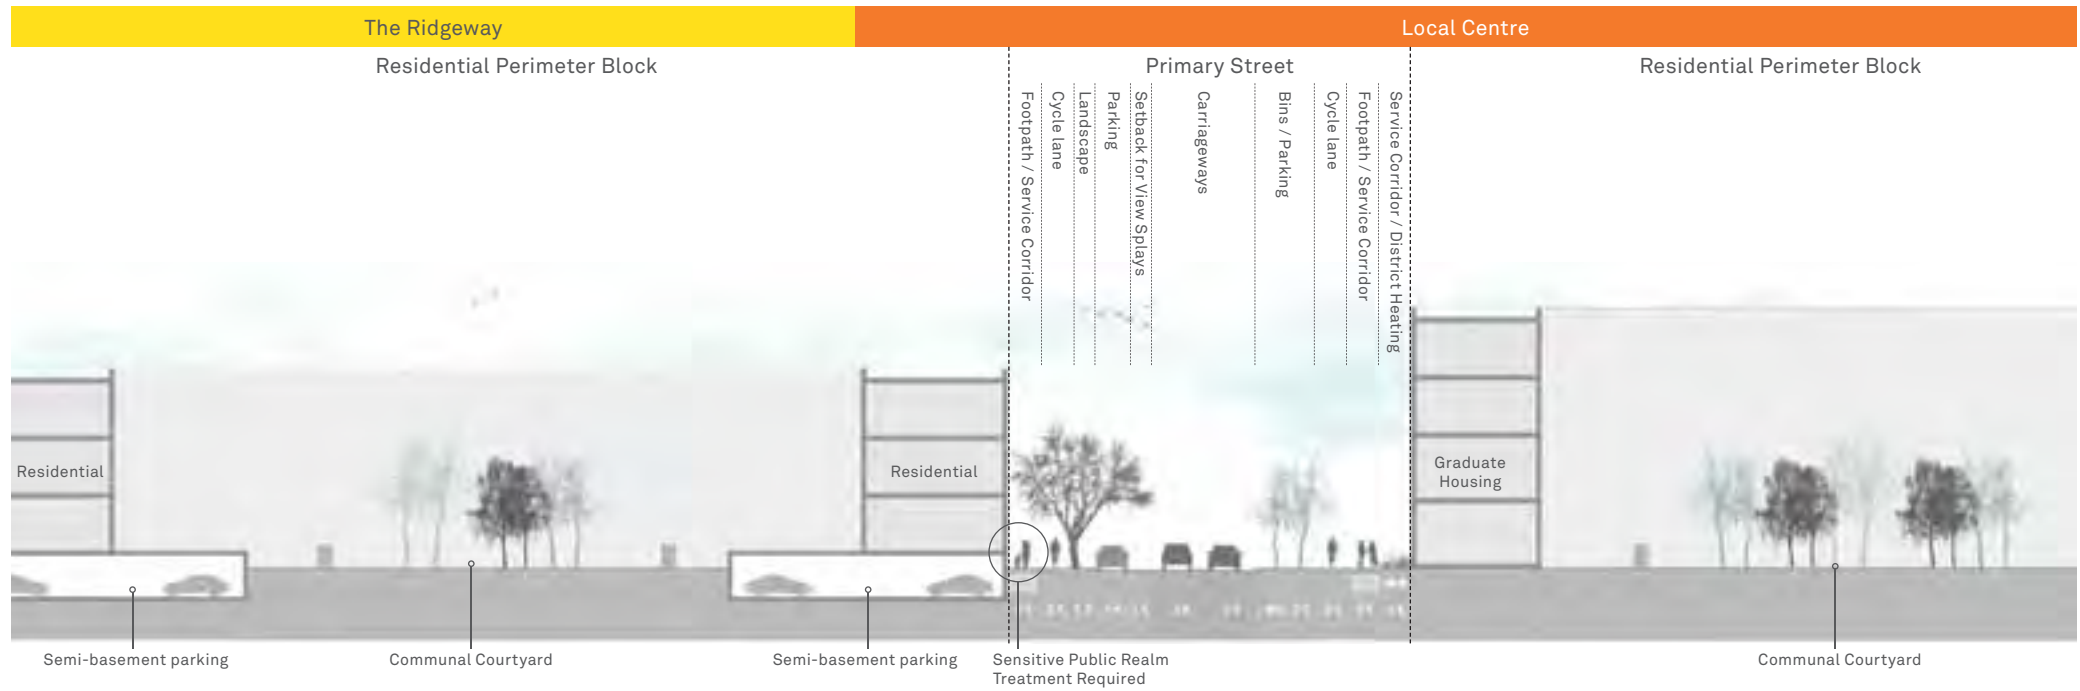 The Ridgeway
Local Centre
Residential Perimeter Block
Primary Street
Residential Perimeter Block
Footpath / Service Corridor
Cycle lane
Landscape
Parking
Setback for View Splays
Carriageways
Bins / Parking
Cycle lane
Footpath / Service Corridor
Service Corridor / District Heating
Residential
Residential
Graduate
Housing
Semi-basement parking
Communal Courtyard
Semi-basement parking
Sensitive Public Realm
Treatment Required
Communal Courtyard